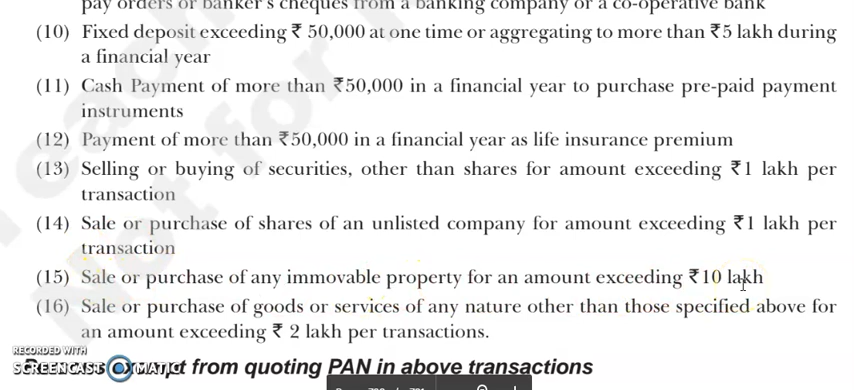 pay orders or banker's cheques from a banking company or a co-operative bank
(10) Fixed deposit exceeding ₹ 50,000 at one time or aggregating to more than ₹5 lakh during
a financial year
(11) Cash Payment of more than ₹50,000 in a financial year to purchase pre-paid payment
instruments
(12) Payment of more than ₹50,000 in a financial year as life insurance premium
(13) Selling or buying of securities, other than shares for amount exceeding ₹1 lakh per
transaction
(14) Sale or purchase of shares of an unlisted company for amount exceeding ₹1 lakh per
transaction
(15) Sale or purchase of any immovable property for an amount exceeding ₹10 lakh
(16) Sale or purchase of goods or services of any nature other than those specified above for
an amount exceeding ₹ 2 lakh per transactions.
RECORDED WITH
SCREENCAST MATIC
exempt from quoting PAN in above transactions